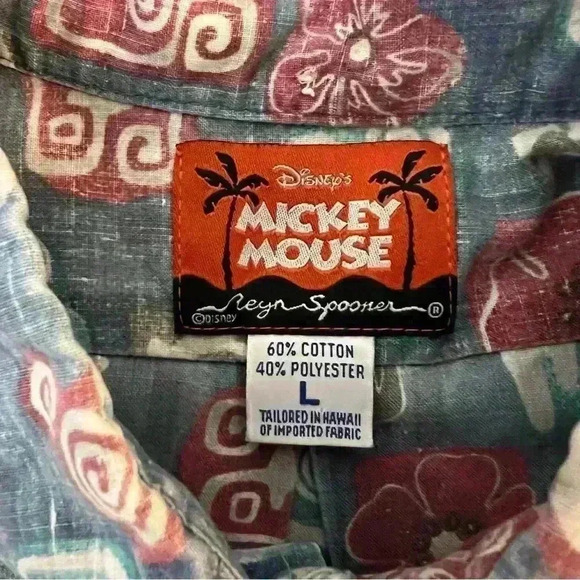 DISNEY'S
MICKEY
MOUSE
Reyn Spooner ®
©DISNEY
60% COTTON
40% POLYESTER
L
TAILORED IN HAWAII
OF IMPORTED FABRIC